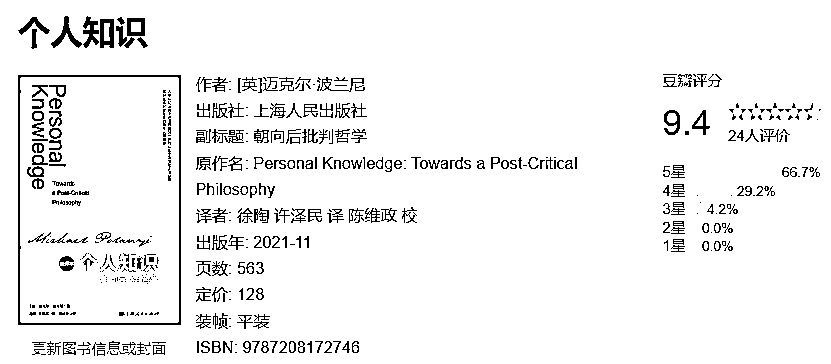 个人知识
Personal
Knowledge
Towards
a Post-Critical
Philosophy
Michael Polanyi
个人知识
更新图书信息或封面
作者: [英]迈克尔·波兰尼
出版社: 上海人民出版社
副标题: 朝向后批判哲学
原作名: Personal Knowledge: Towards a Post-Critical
Philosophy
译者: 徐陶 许泽民 译 陈维政 校
出版年: 2021-11
页数: 563
定价: 128
装帧: 平装
ISBN: 9787208172746
豆瓣评分
9.4
24人评价
5星 66.7%
4星 29.2%
3星 4.2%
2星 0.0%
1星 0.0%